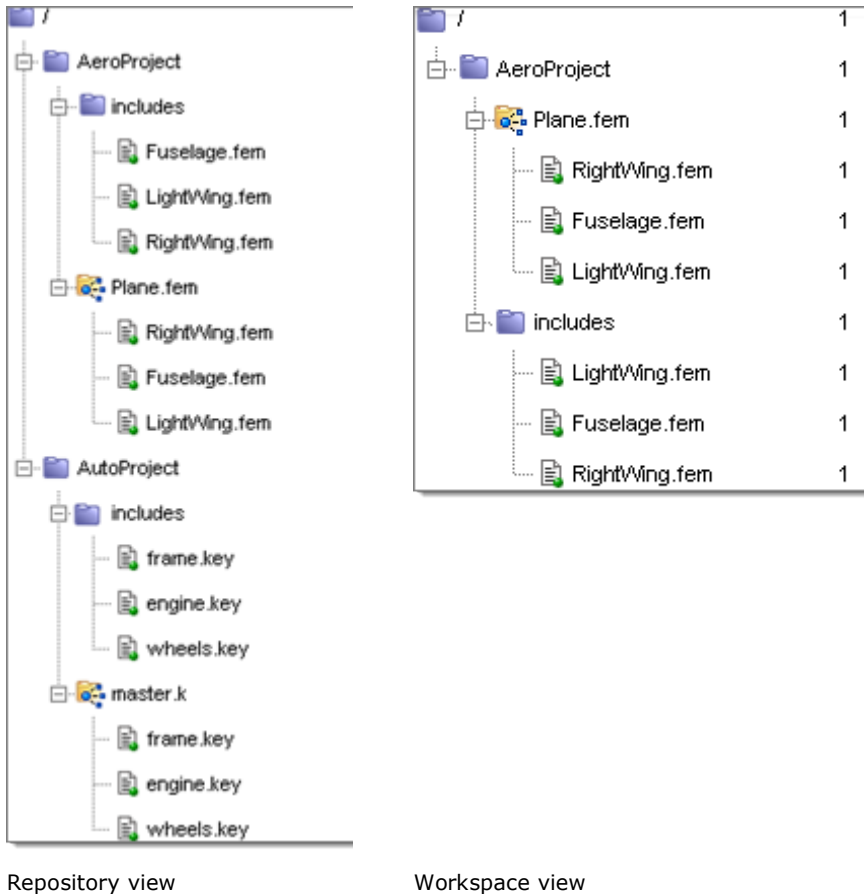 /
AeroProject
includes
Fuselage.fem
LightWing.fem
RightWing.fem
Plane.fem
RightWing.fem
Fuselage.fem
LightWing.fem
AutoProject
includes
frame.key
engine.key
wheels.key
master.k
frame.key
engine.key
wheels.key
Repository view
/ 1
AeroProject 1
Plane.fem 1
RightWing.fem 1
Fuselage.fem 1
LightWing.fem 1
includes 1
LightWing.fem 1
Fuselage.fem 1
RightWing.fem 1
Workspace view